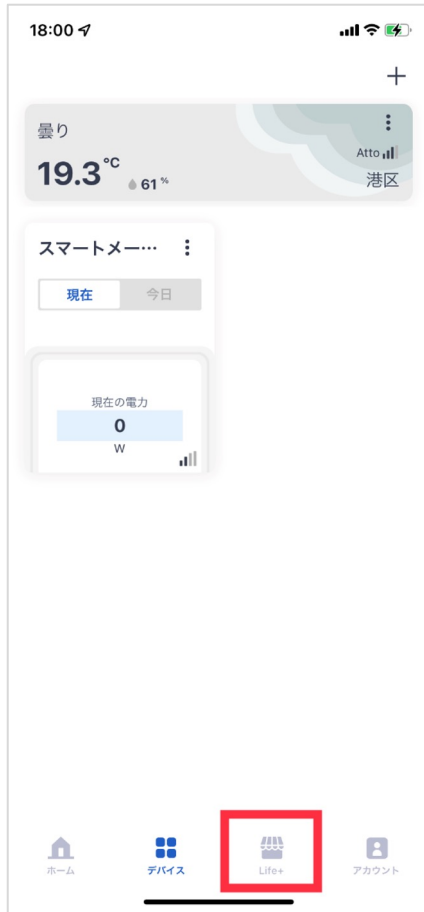 18:00
曇り
Atto
19.3℃
61%
港区
スマートメー…
現在
今日
現在の電力
0
W
ホーム
デバイス
Life+
アカウント